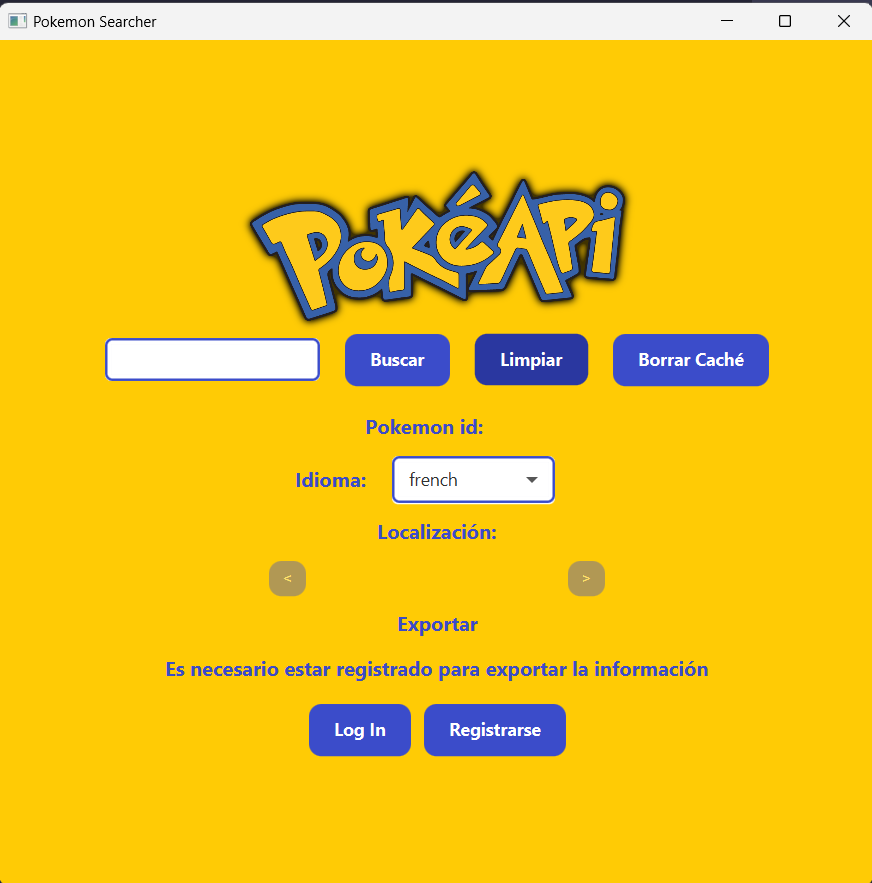 Pokemon Searcher
PokéApi
Buscar Limpiar Borrar Caché
Pokemon id:
Idioma: french
Localización:
< >
Exportar
Es necesario estar registrado para exportar la información
Log In Registrarse